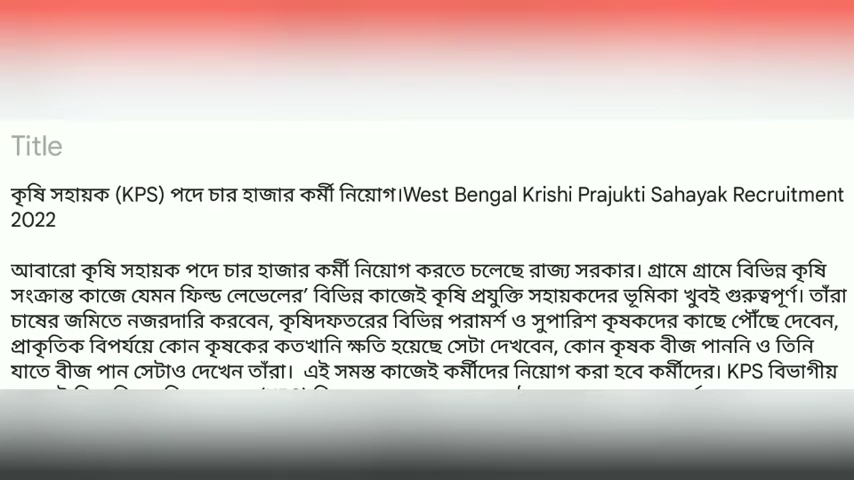 Title
কৃষি সহায়ক (KPS) পদে চার হাজার কর্মী নিয়োগ।West Bengal Krishi Prajukti Sahayak Recruitment
2022
আবারো কৃষি সহায়ক পদে চার হাজার কর্মী নিয়োগ করতে চলেছে রাজ্য সরকার। গ্রামে গ্রামে বিভিন্ন কৃষি
সংক্রান্ত কাজে যেমন ফিল্ড লেভেলের’ বিভিন্ন কাজেই কৃষি প্রযুক্তি সহায়কদের ভূমিকা খুবই গুরুত্বপূর্ণ। তাঁরা
চাষের জমিতে নজরদারি করবেন, কৃষিদফতরের বিভিন্ন পরামর্শ ও সুপারিশ কৃষকদের কাছে পৌঁছে দেবেন,
প্রাকৃতিক বিপর্যয়ে কোন কৃষকের কতখানি ক্ষতি হয়েছে সেটা দেখবেন, কোন কৃষক বীজ পাননি ও তিনি
যাতে বীজ পান সেটাও দেখেন তাঁরা। এই সমস্ত কাজেই কর্মীদের নিয়োগ করা হবে কর্মীদের। KPS বিভাগীয়